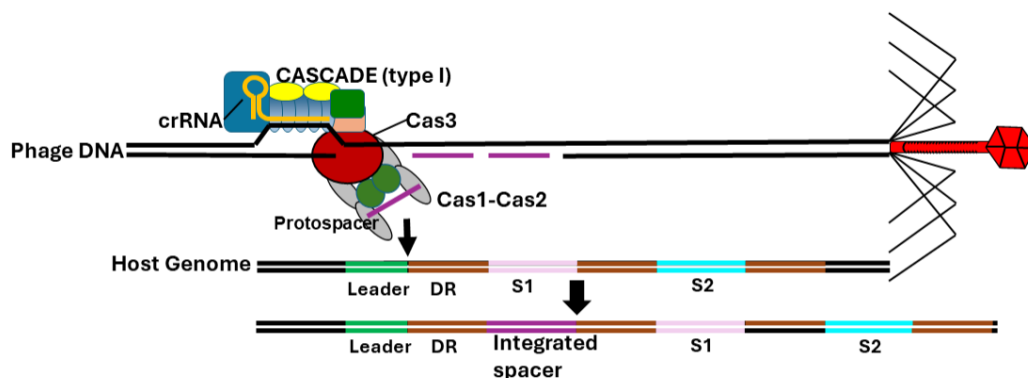 CASCADE (type I)
crRNA
Cas3
Phage DNA
Cas1-Cas2
Protospacer
Host Genome
Leader DR S1 S2
Leader DR Integrated spacer S1 S2